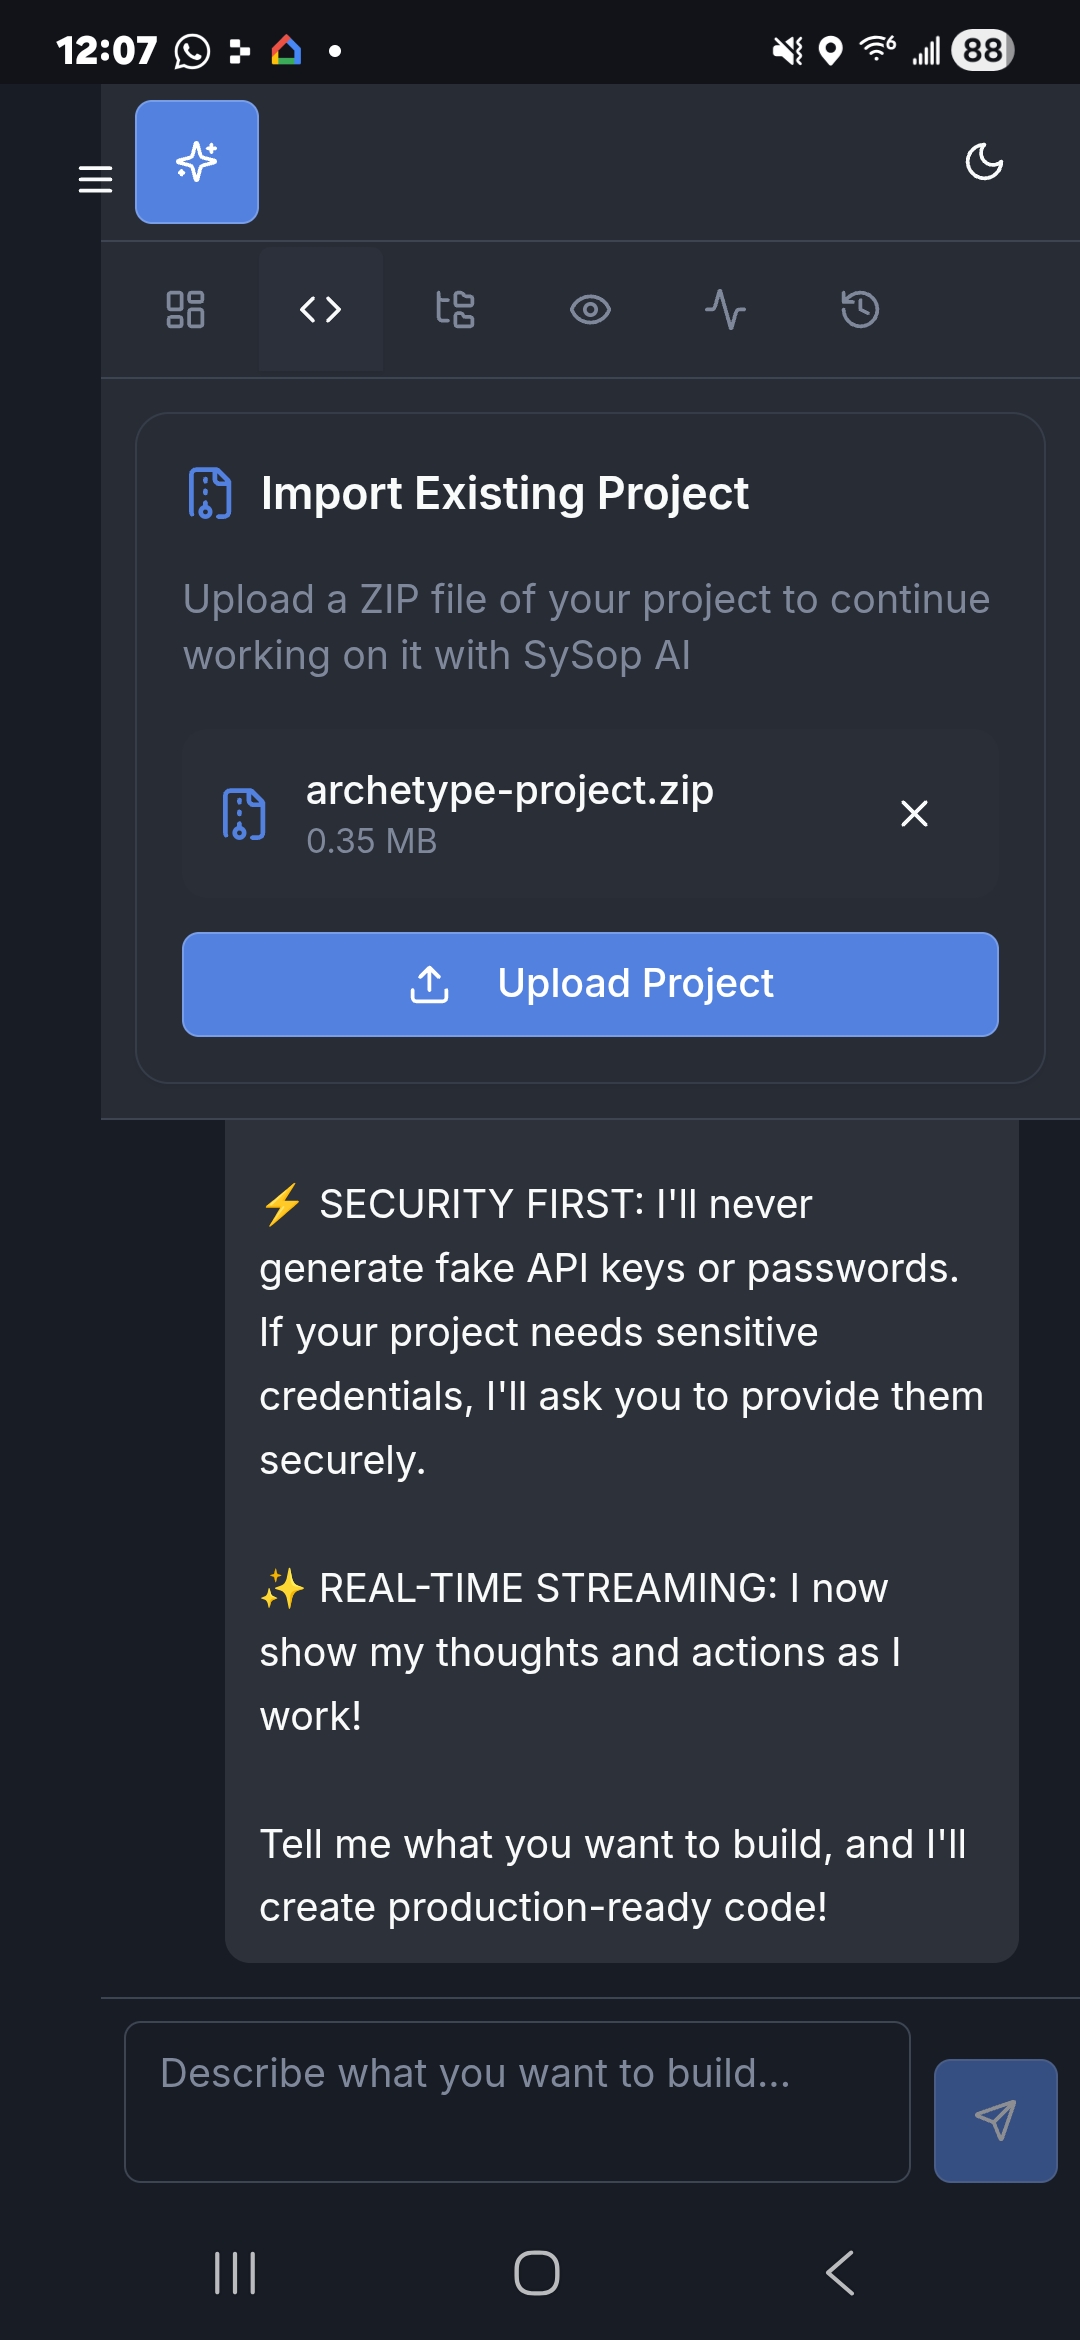 12:07
6
88
Import Existing Project
Upload a ZIP file of your project to continue
working on it with SySop AI
archetype-project.zip
0.35 MB
Upload Project
⚡ SECURITY FIRST: I'll never
generate fake API keys or passwords.
If your project needs sensitive
credentials, I'll ask you to provide them
securely.
✨ REAL-TIME STREAMING: I now
show my thoughts and actions as I
work!
Tell me what you want to build, and I'll
create production-ready code!
Describe what you want to build...